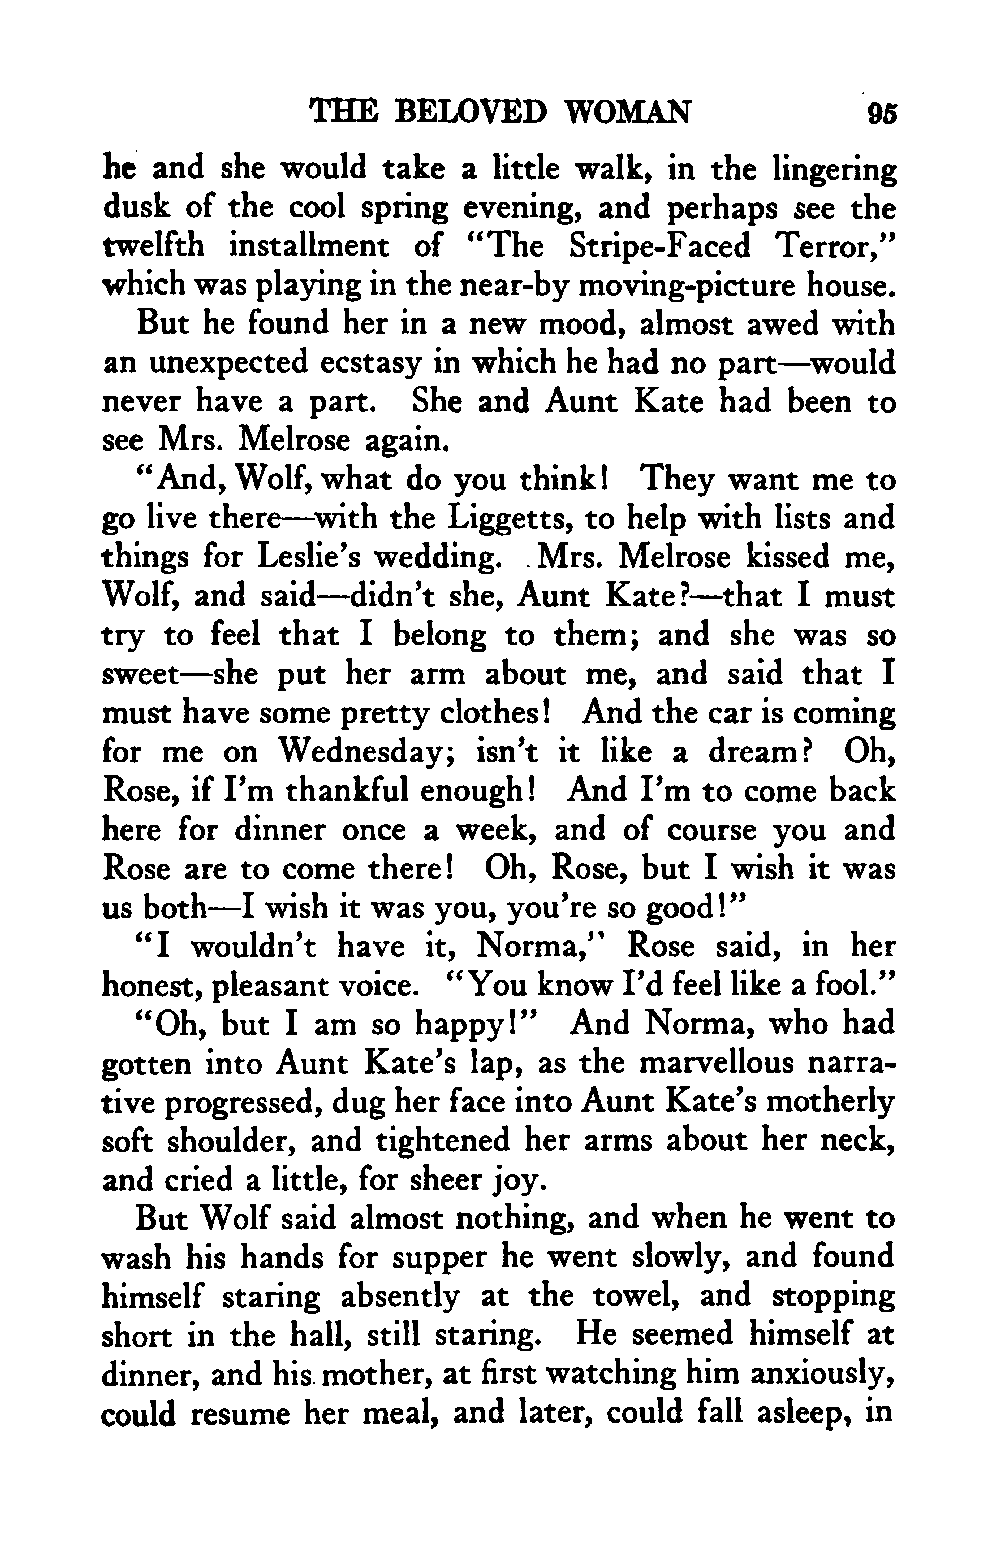 THE BELOVED WOMAN 95
he and she would take a little walk, in the lingering
dusk of the cool spring evening, and perhaps see the
twelfth installment of “The Stripe-Faced Terror,”
which was playing in the near-by moving-picture house.
But he found her in a new mood, almost awed with
an unexpected ecstasy in which he had no part—would
never have a part. She and Aunt Kate had been to
see Mrs. Melrose again.
“And, Wolf, what do you think! They want me to
go live there—with the Liggetts, to help with lists and
things for Leslie’s wedding. Mrs. Melrose kissed me,
Wolf, and said—didn’t she, Aunt Kate?—that I must
try to feel that I belong to them; and she was so
sweet—she put her arm about me, and said that I
must have some pretty clothes! And the car is coming
for me on Wednesday; isn’t it like a dream? Oh,
Rose, if I’m thankful enough! And I’m to come back
here for dinner once a week, and of course you and
Rose are to come there! Oh, Rose, but I wish it was
us both—I wish it was you, you’re so good!”
“I wouldn’t have it, Norma,” Rose said, in her
honest, pleasant voice. “You know I’d feel like a fool.”
“Oh, but I am so happy!” And Norma, who had
gotten into Aunt Kate’s lap, as the marvellous narra-
tive progressed, dug her face into Aunt Kate’s motherly
soft shoulder, and tightened her arms about her neck,
and cried a little, for sheer joy.
But Wolf said almost nothing, and when he went to
wash his hands for supper he went slowly, and found
himself staring absently at the towel, and stopping
short in the hall, still staring. He seemed himself at
dinner, and his mother, at first watching him anxiously,
could resume her meal, and later, could fall asleep, in